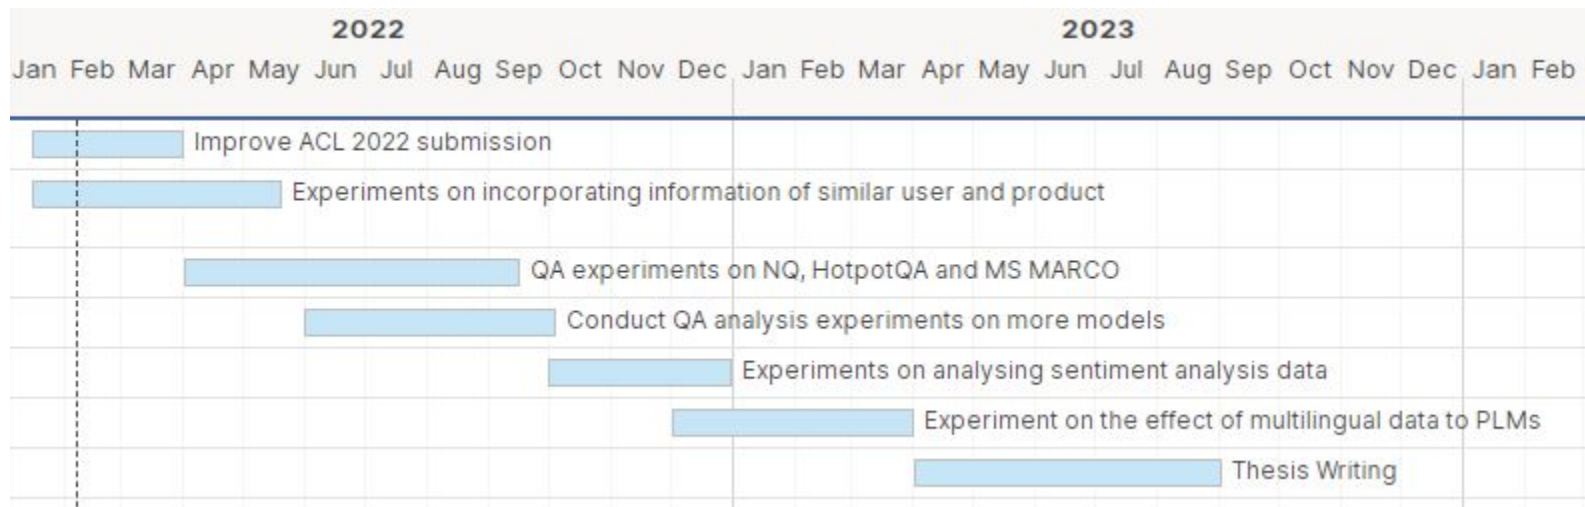 2022 2023
Jan Feb Mar Apr May Jun Jul Aug Sep Oct Nov Dec Jan Feb Mar Apr May Jun Jul Aug Sep Oct Nov Dec Jan Feb
Improve ACL 2022 submission
Experiments on incorporating information of similar user and product
QA experiments on NQ, HotpotQA and MS MARCO
Conduct QA analysis experiments on more models
Experiments on analysing sentiment analysis data
Experiment on the effect of multilingual data to PLMs
Thesis Writing